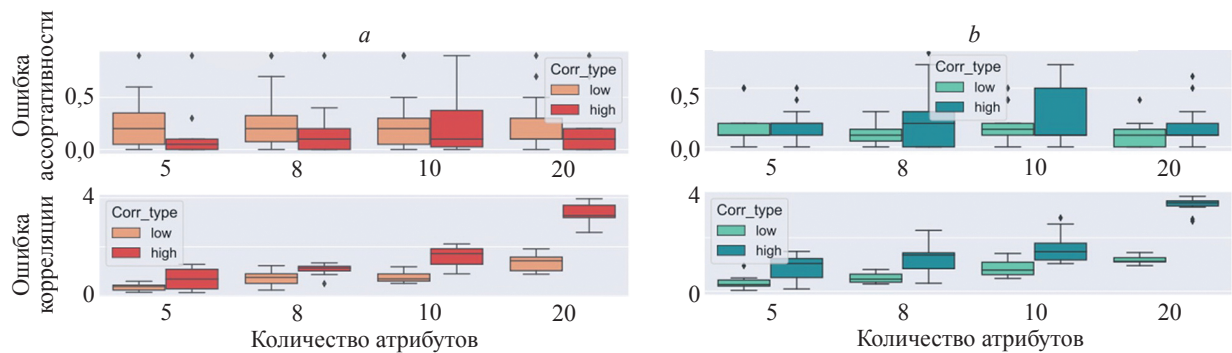 a
b
Ошибка
ассортативности
0,5
0,0
Corr_type
low
high
5
8
10
20
0,5
0,0
Corr_type
low
high
5
8
10
20
Ошибка
корреляции
4
0
Corr_type
low
high
5
8
10
20
Количество атрибутов
4
0
Corr_type
low
high
5
8
10
20
Количество атрибутов